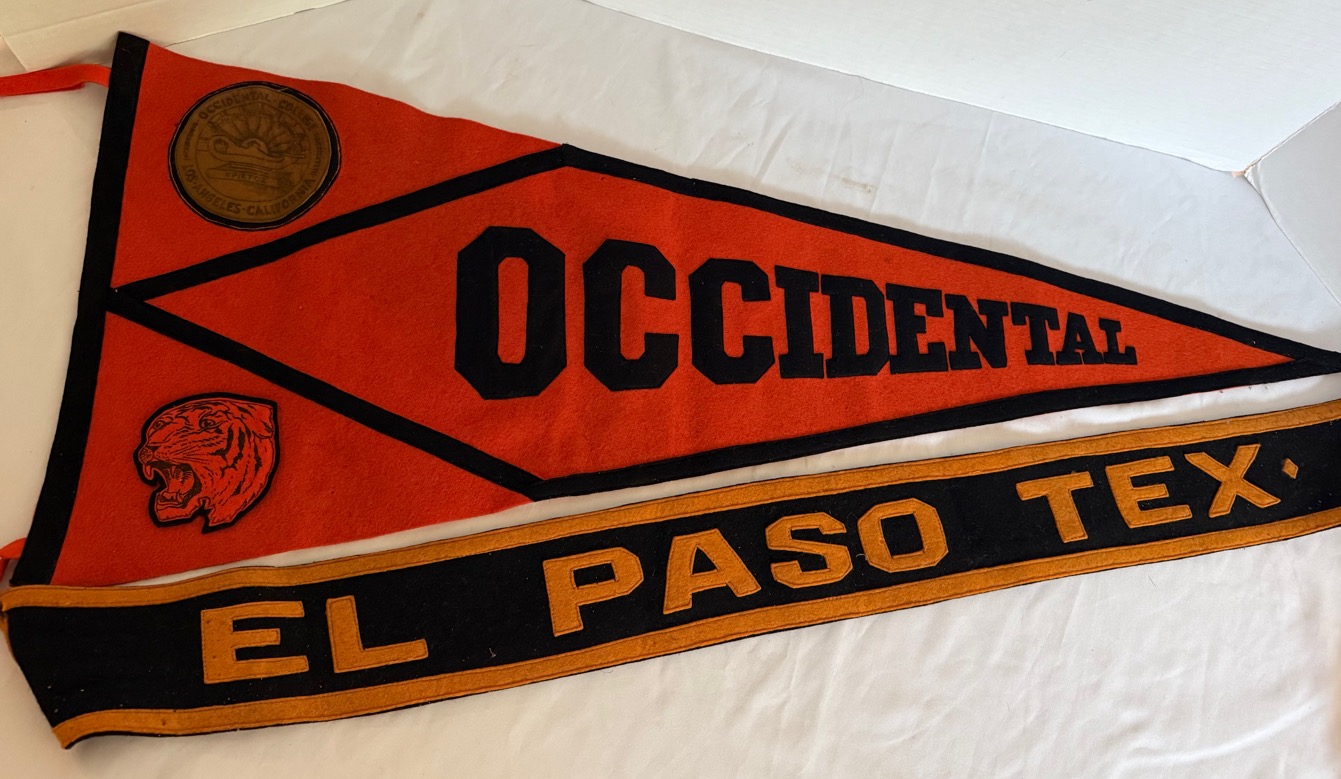 OCCIDENTAL COLLEGE
LOS ANGELES·CALIFORNIA
OCCIDENTAL
EL PASO TEX.